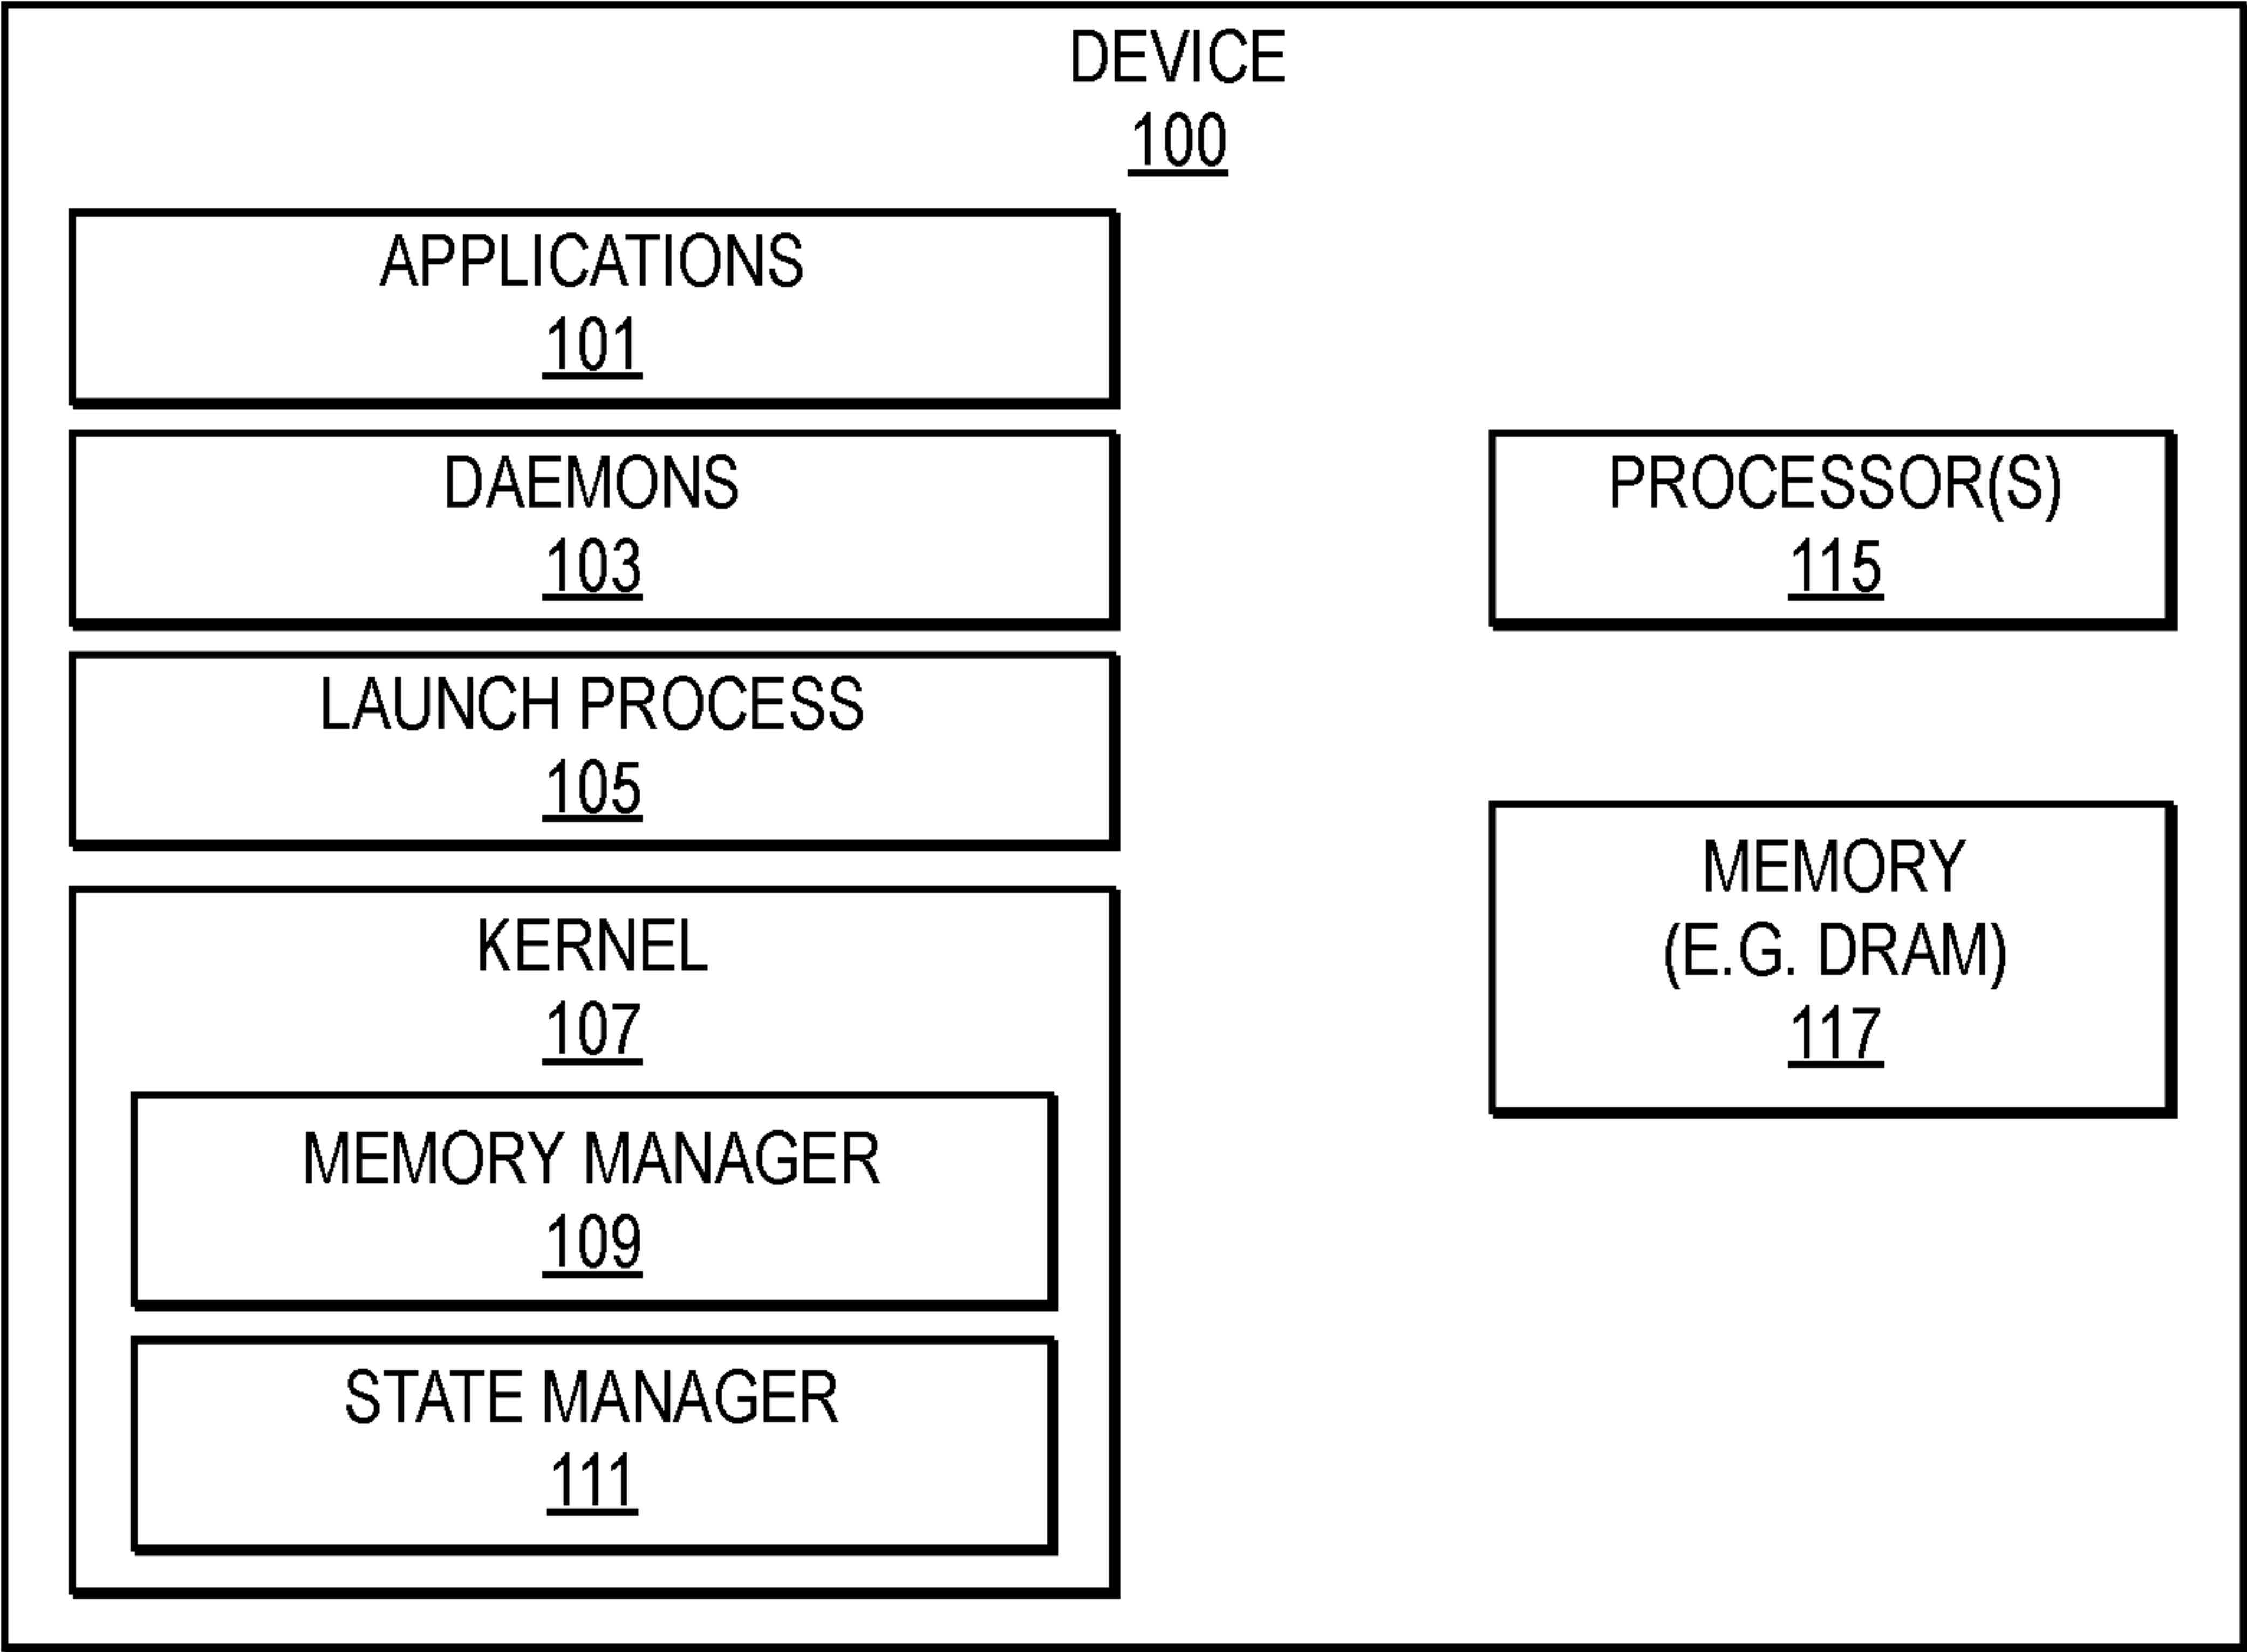 DEVICE
100
APPLICATIONS
101
DAEMONS
103
LAUNCH PROCESS
105
KERNEL
107
MEMORY MANAGER
109
STATE MANAGER
111
PROCESSOR(S)
115
MEMORY
(E.G. DRAM)
117